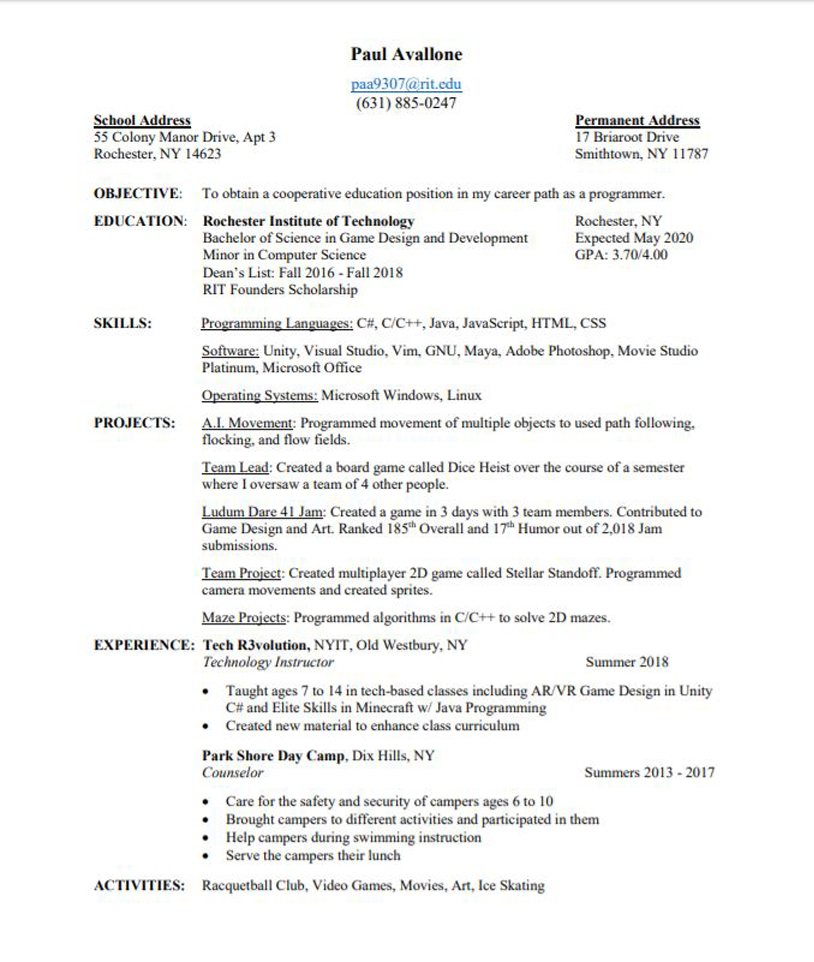 Paul Avallone
paa9307@rit.edu
(631) 885-0247
School Address Permanent Address
55 Colony Manor Drive, Apt 3 17 Briaroot Drive
Rochester, NY 14623 Smithtown, NY 11787
OBJECTIVE: To obtain a cooperative education position in my career path as a programmer.
EDUCATION: Rochester Institute of Technology Rochester, NY
Bachelor of Science in Game Design and Development Expected May 2020
Minor in Computer Science GPA: 3.70/4.00
Dean's List: Fall 2016 - Fall 2018
RIT Founders Scholarship
SKILLS: Programming Languages: C#, C/C++, Java, JavaScript, HTML, CSS
Software: Unity, Visual Studio, Vim, GNU, Maya, Adobe Photoshop, Movie Studio
Platinum, Microsoft Office
Operating Systems: Microsoft Windows, Linux
PROJECTS: A.I. Movement: Programmed movement of multiple objects to used path following,
flocking, and flow fields.
Team Lead: Created a board game called Dice Heist over the course of a semester
where I oversaw a team of 4 other people.
Ludum Dare 41 Jam: Created a game in 3 days with 3 team members. Contributed to
Game Design and Art. Ranked 185th Overall and 17th Humor out of 2,018 Jam
submissions.
Team Project: Created multiplayer 2D game called Stellar Standoff. Programmed
camera movements and created sprites.
Maze Projects: Programmed algorithms in C/C++ to solve 2D mazes.
EXPERIENCE: Tech R3volution, NYIT, Old Westbury, NY
Technology Instructor Summer 2018
• Taught ages 7 to 14 in tech-based classes including AR/VR Game Design in Unity
C# and Elite Skills in Minecraft w/ Java Programming
• Created new material to enhance class curriculum
Park Shore Day Camp, Dix Hills, NY
Counselor Summers 2013 - 2017
• Care for the safety and security of campers ages 6 to 10
• Brought campers to different activities and participated in them
• Help campers during swimming instruction
• Serve the campers their lunch
ACTIVITIES: Racquetball Club, Video Games, Movies, Art, Ice Skating